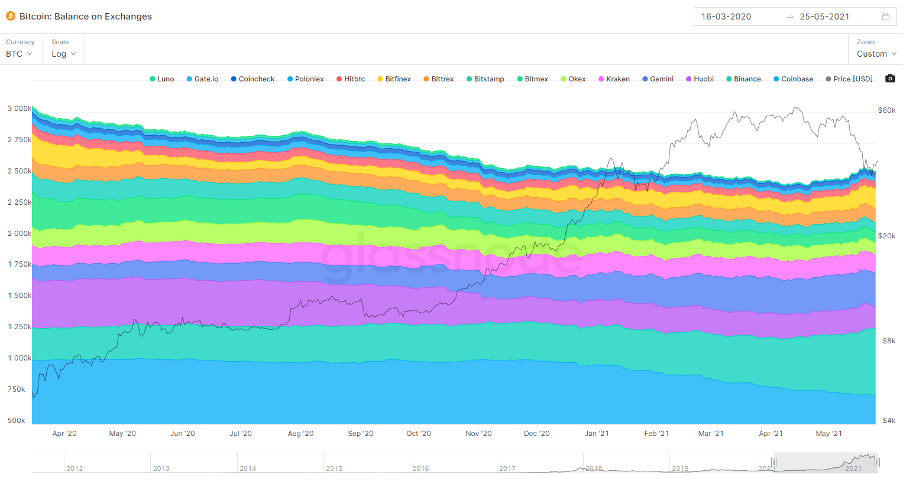 Bitcoin: Balance on Exchanges
18-03-2020 → 25-05-2021
Currency Scale Zoom
BTC Log Custom
Luno Gate.io Coincheck Poloniex Hitbtc Bitfinex Bittrex Bitstamp Bitmex Okex Kraken Gemini Huobi Binance Coinbase Price [USD]
3 000k $60k
2 750k
2 500k
2 250k
2 000k $20k
1 750k
glassnode
1 500k
1 250k $8k
1 000k
750k
500k $4k
Apr '20 May '20 Jun '20 Jul '20 Aug '20 Sep '20 Oct '20 Nov '20 Dec '20 Jan '21 Feb '21 Mar '21 Apr '21 May '21
2012 2013 2014 2015 2016 2017 2018 2019 2021